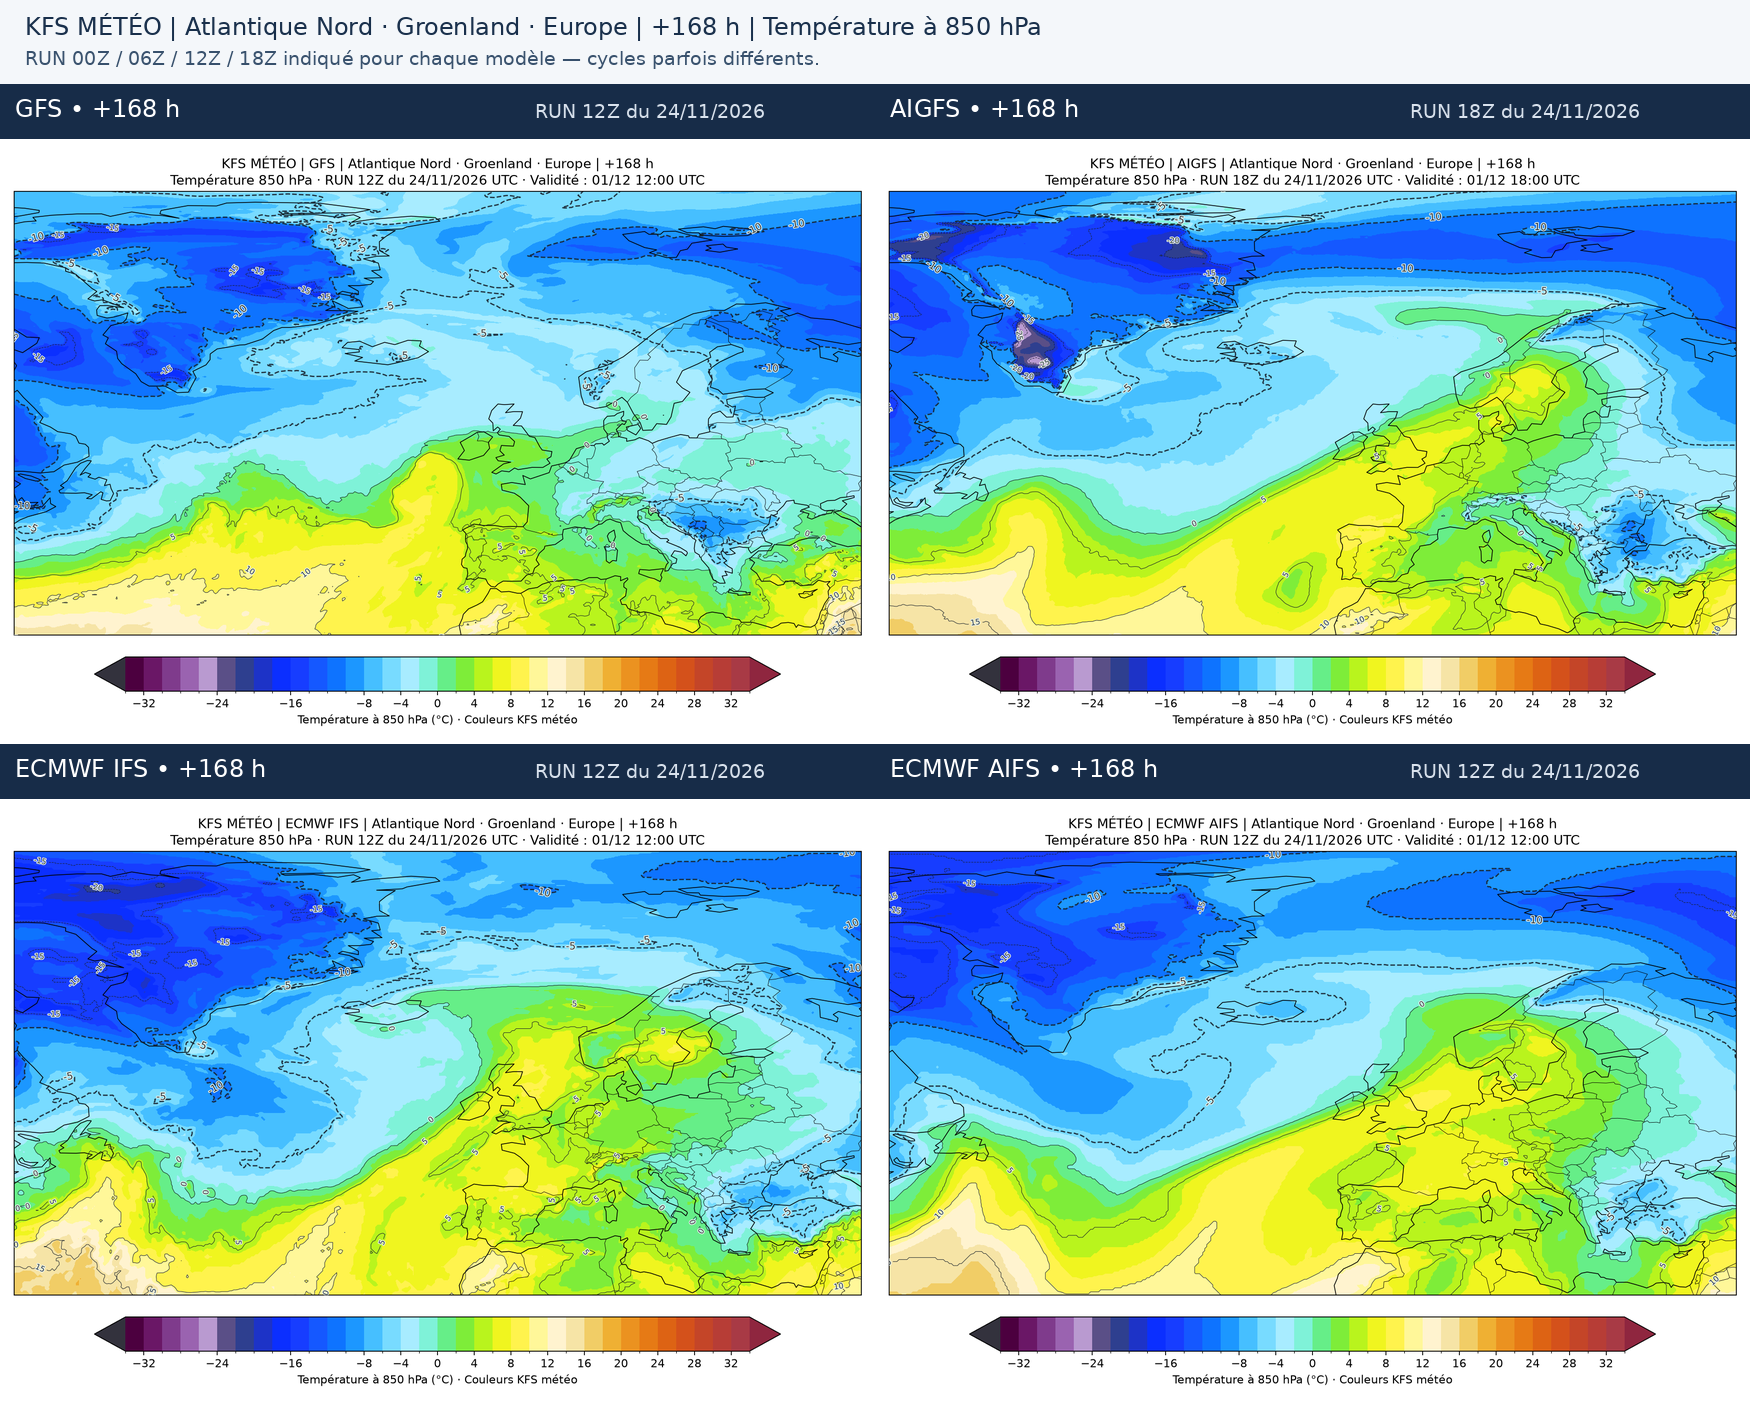 KFS MÉTÉO | Atlantique Nord · Groenland · Europe | +168 h | Température à 850 hPa
RUN 00Z / 06Z / 12Z / 18Z indiqué pour chaque modèle — cycles parfois différents.
GFS • +168 h
RUN 12Z du 24/11/2026
AIGFS • +168 h
RUN 18Z du 24/11/2026
KFS MÉTÉO | GFS | Atlantique Nord · Groenland · Europe | +168 h
Température 850 hPa · RUN 12Z du 24/11/2026 UTC · Validité : 01/12 12:00 UTC
KFS MÉTÉO | AIGFS | Atlantique Nord · Groenland · Europe | +168 h
Température 850 hPa · RUN 18Z du 24/11/2026 UTC · Validité : 01/12 18:00 UTC
−32 −24 −16 −8 −4 0 4 8 12 16 20 24 28 32
Température à 850 hPa (°C) · Couleurs KFS météo
−32 −24 −16 −8 −4 0 4 8 12 16 20 24 28 32
Température à 850 hPa (°C) · Couleurs KFS météo
ECMWF IFS • +168 h
RUN 12Z du 24/11/2026
ECMWF AIFS • +168 h
RUN 12Z du 24/11/2026
KFS MÉTÉO | ECMWF IFS | Atlantique Nord · Groenland · Europe | +168 h
Température 850 hPa · RUN 12Z du 24/11/2026 UTC · Validité : 01/12 12:00 UTC
KFS MÉTÉO | ECMWF AIFS | Atlantique Nord · Groenland · Europe | +168 h
Température 850 hPa · RUN 12Z du 24/11/2026 UTC · Validité : 01/12 12:00 UTC
−32 −24 −16 −8 −4 0 4 8 12 16 20 24 28 32
Température à 850 hPa (°C) · Couleurs KFS météo
−32 −24 −16 −8 −4 0 4 8 12 16 20 24 28 32
Température à 850 hPa (°C) · Couleurs KFS météo